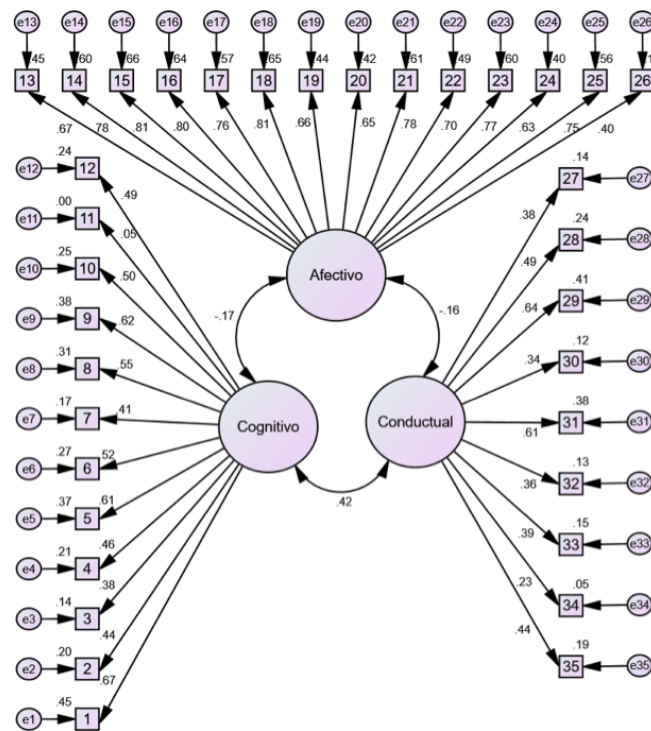 e13 e14 e15 e16 e17 e18 e19 e20 e21 e22 e23 e24 e25 e26
.45 .60 .66 .64 .57 .65 .44 .42 .61 .49 .60 .40 .56 .21
13 14 15 16 17 18 19 20 21 22 23 24 25 26
.67 .78 .81 .80 .76 .81 .66 .65 .78 .70 .77 .63 .75 .40
e12 .24 12 .49
e11 .00 11 .05
e10 .25 10 .50
e9 .38 9 .62
e8 .31 8 .55
e7 .17 7 .41
e6 .27 6 .52
e5 .37 5 .61
e4 .21 4 .46
e3 .14 3 .38
e2 .20 2 .44
e1 .45 1 .67
Afectivo
-.17 -.16
Cognitivo Conductual
.42
.38 27 .14 e27
.49 28 .24 e28
.64 29 .41 e29
.34 30 .12 e30
.61 31 .38 e31
.36 32 .13 e32
.39 33 .15 e33
.23 34 .05 e34
.44 35 .19 e35